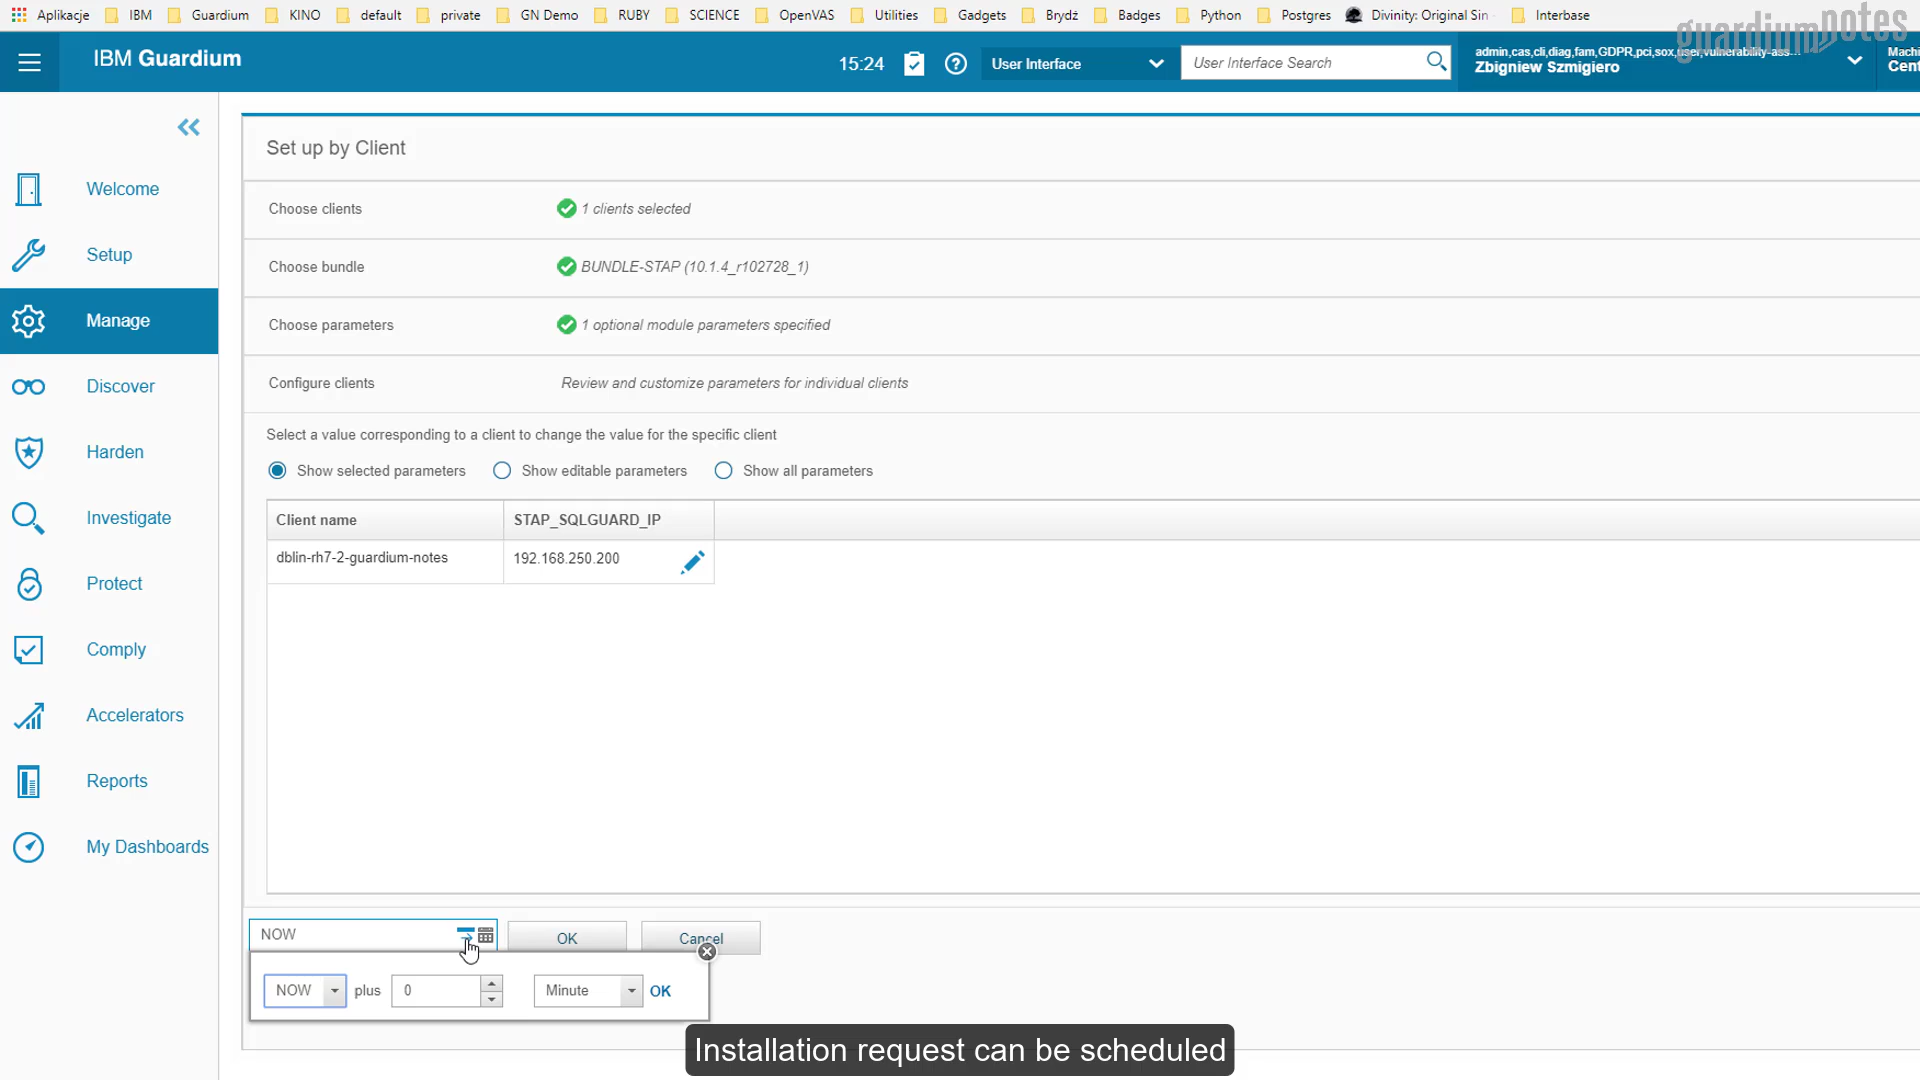 Aplikacje IBM Guardium KINO default private GN Demo RUBY SCIENCE OpenVAS Utilities Gadgets Brydż Badges Python Postgres Divinity: Original Sin Interbase
guardiumnotes
IBM Guardium
15:24
User Interface
User Interface Search
admin,cas,cli,diag,fam,GDPR,pci,sox,user,vulnerability-ass...
Zbigniew Szmigiero
Machi
Cent
Set up by Client
Welcome
Setup
Manage
Discover
Harden
Investigate
Protect
Comply
Accelerators
Reports
My Dashboards
Choose clients 1 clients selected
Choose bundle BUNDLE-STAP (10.1.4_r102728_1)
Choose parameters 1 optional module parameters specified
Configure clients Review and customize parameters for individual clients
Select a value corresponding to a client to change the value for the specific client
Show selected parameters Show editable parameters Show all parameters
Client name STAP_SQLGUARD_IP
dblin-rh7-2-guardium-notes 192.168.250.200
NOW OK Cancel
NOW plus 0 Minute OK
Installation request can be scheduled